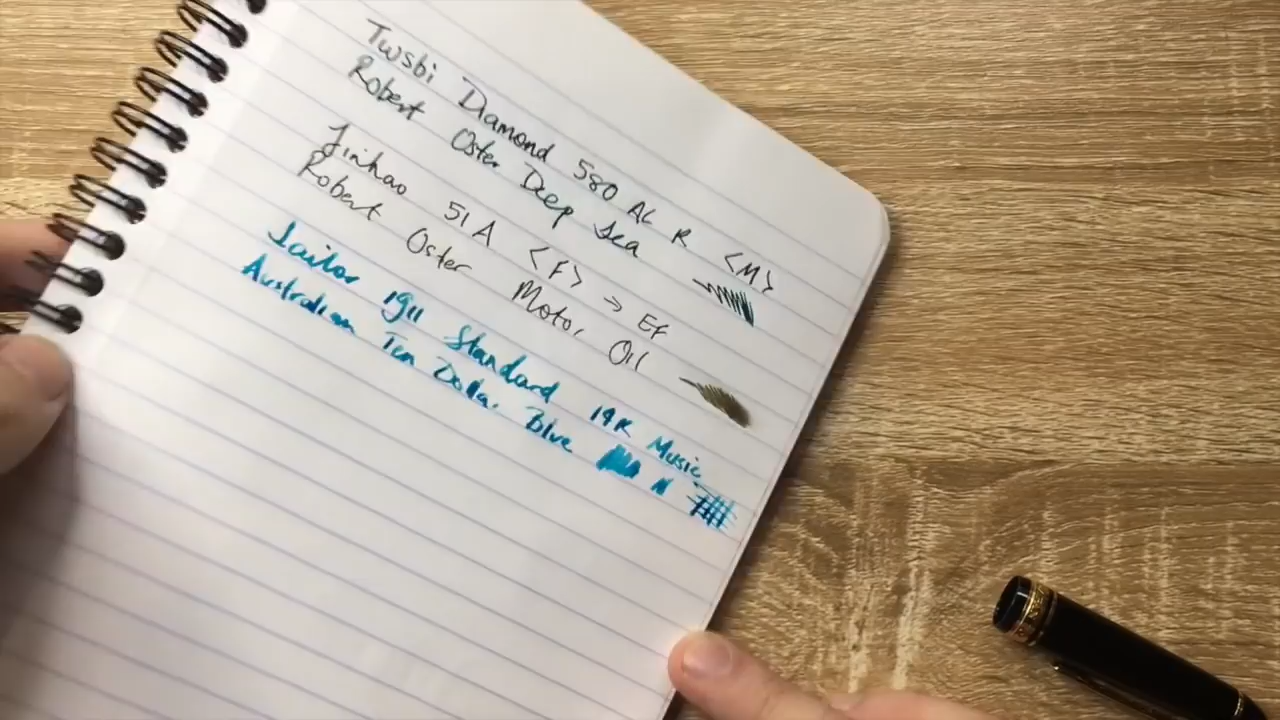 Twsbi Diamond 580 AL R <M>
Robert Oster Deep Sea
Jinhao 51A <F> → EF
Robert Oster Motor Oil
Sailor 1911 Standard 14K Music
Australian Ten Dollar Blue